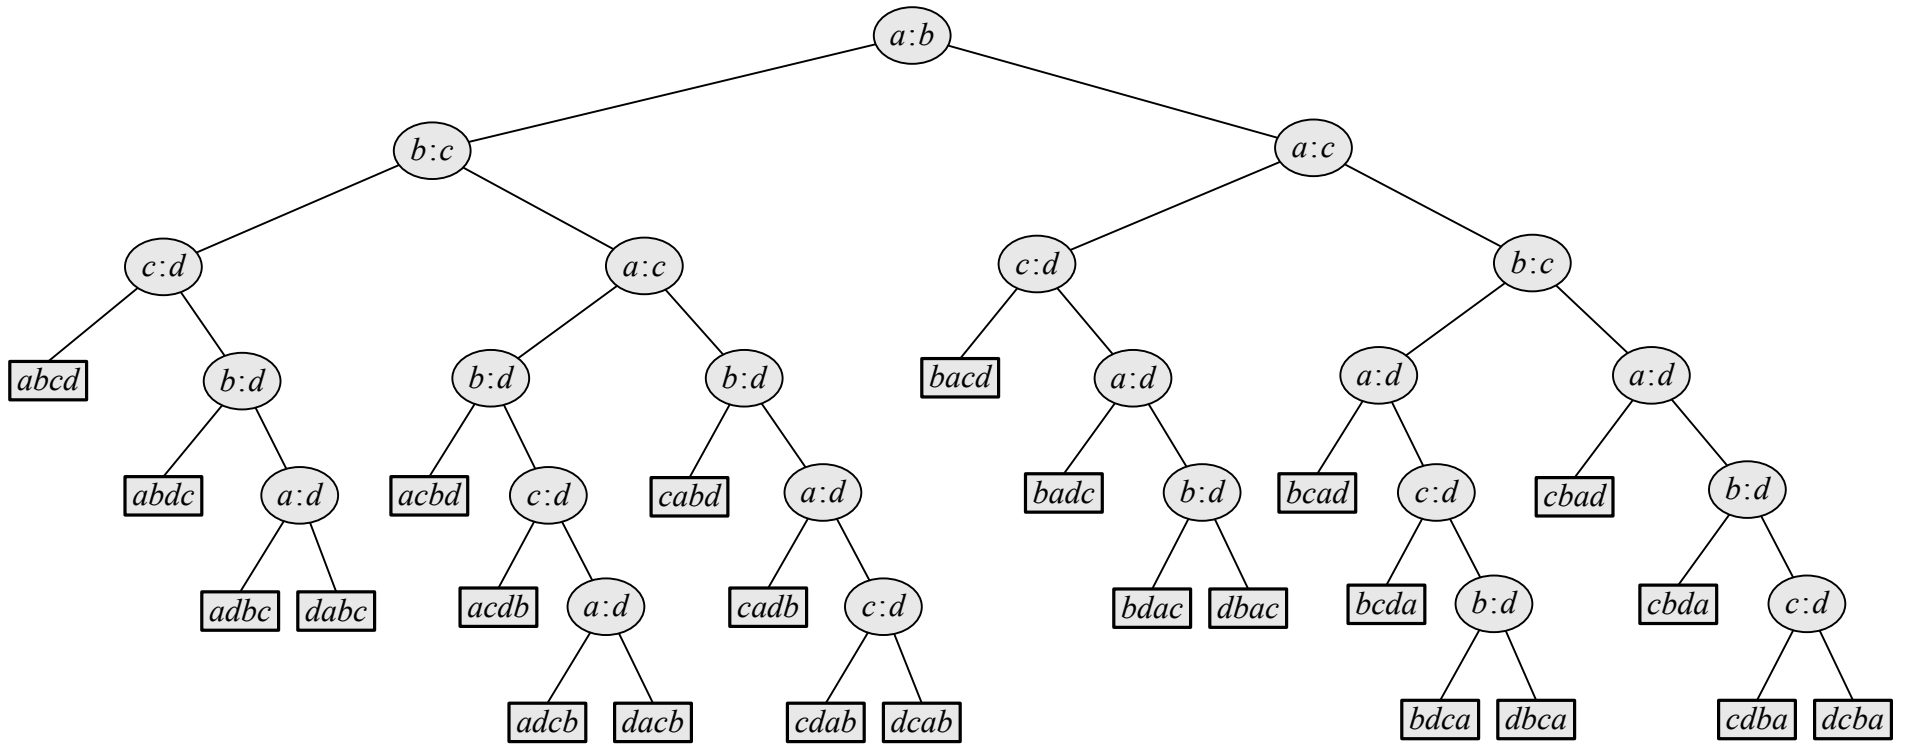 a:b
b:c a:c
c:d a:c c:d b:c
abcd b:d b:d b:d bacd a:d a:d a:d
abdc a:d acbd c:d cabd a:d badc b:d bcad c:d cbad b:d
adbc dabc acdb a:d cadb c:d bdac dbac bcda b:d cbda c:d
adcb dacb cdab dcab bdca dbca cdba dcba